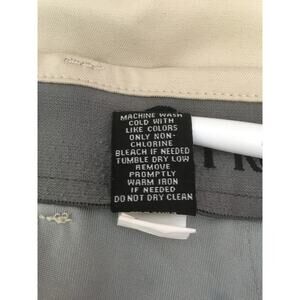 MACHINE WASH
COLD WITH
LIKE COLORS
ONLY NON-
CHLORINE
BLEACH IF NEEDED
TUMBLE DRY LOW
REMOVE
PROMPTLY
WARM IRON
IF NEEDED
DO NOT DRY CLEAN